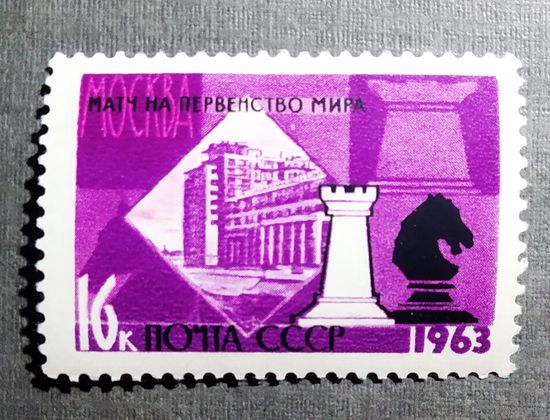 МОСКВА
МАТЧ НА ПЕРВЕНСТВО МИРА
16к ПОЧТА СССР 1963